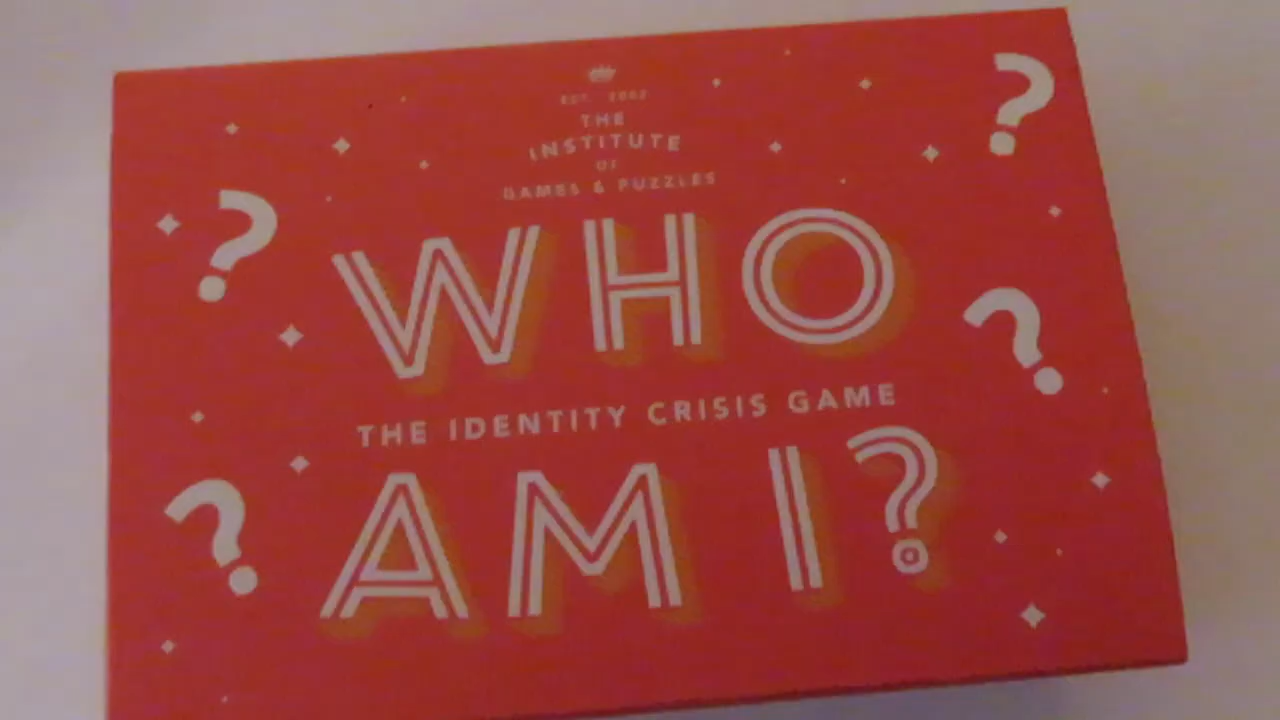 EST. 2002
THE
INSTITUTE
OF
GAMES & PUZZLES
WHO
THE IDENTITY CRISIS GAME
AM I?
?
?
?
?